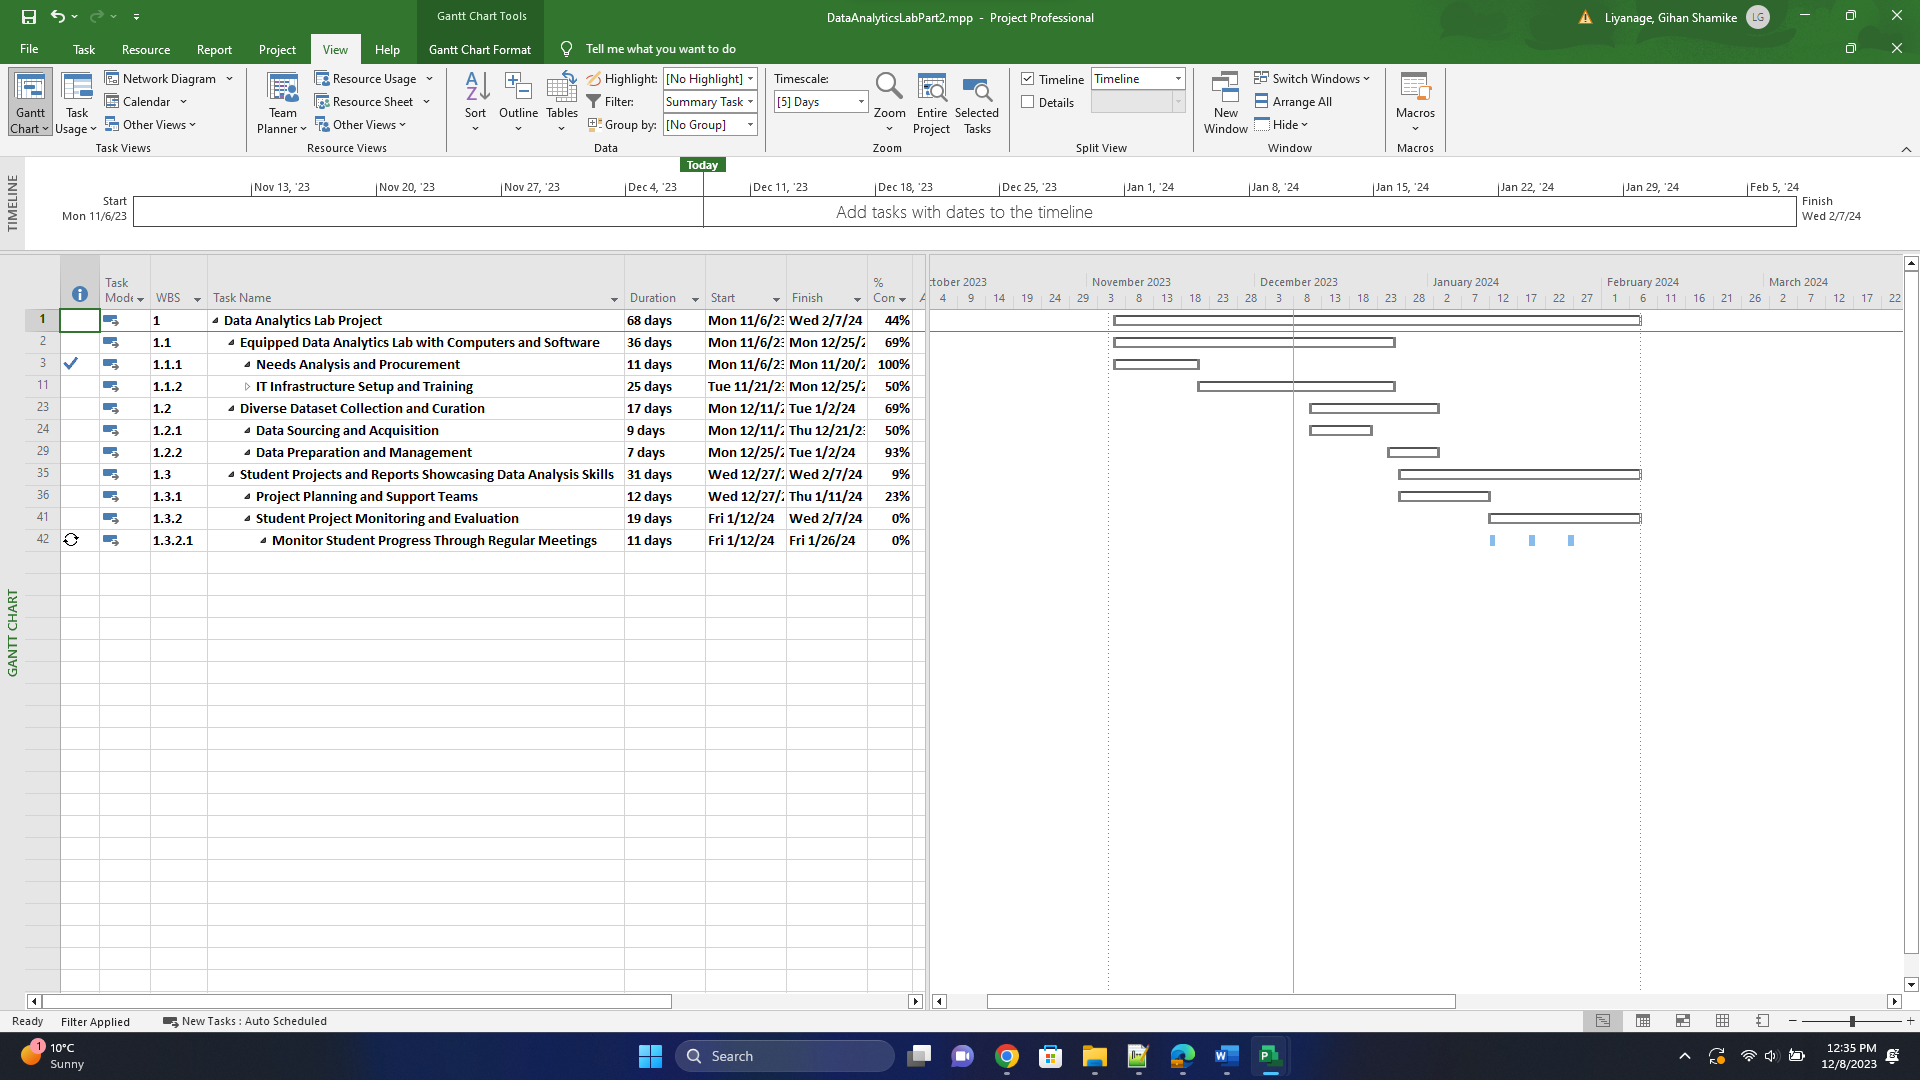 Gantt Chart Tools
DataAnalyticsLabPart2.mpp - Project Professional
Liyanage, Gihan Shamike LG
File Task Resource Report Project View Help Gantt Chart Format Tell me what you want to do
Gantt Chart
Task Usage
Network Diagram
Calendar
Other Views
Task Views
Team Planner
Resource Usage
Resource Sheet
Other Views
Resource Views
Sort
Outline
Tables
Highlight: [No Highlight]
Filter: Summary Task
Group by: [No Group]
Data
Timescale:
[5] Days
Zoom
Entire Project
Selected Tasks
Zoom
Timeline Timeline
Details
Split View
New Window
Switch Windows
Arrange All
Hide
Window
Macros
Macros
TIMELINE
Today
Nov 13, '23 Nov 20, '23 Nov 27, '23 Dec 4, '23 Dec 11, '23 Dec 18, '23 Dec 25, '23 Jan 1, '24 Jan 8, '24 Jan 15, '24 Jan 22, '24 Jan 29, '24 Feb 5, '24
Start
Mon 11/6/23
Add tasks with dates to the timeline
Finish
Wed 2/7/24
GANTT CHART
Task Mode WBS Task Name Duration Start Finish % Com A
1 1 Data Analytics Lab Project 68 days Mon 11/6/23 Wed 2/7/24 44%
2 1.1 Equipped Data Analytics Lab with Computers and Software 36 days Mon 11/6/23 Mon 12/25/2 69%
3 1.1.1 Needs Analysis and Procurement 11 days Mon 11/6/23 Mon 11/20/2 100%
11 1.1.2 IT Infrastructure Setup and Training 25 days Tue 11/21/23 Mon 12/25/2 50%
23 1.2 Diverse Dataset Collection and Curation 17 days Mon 12/11/2 Tue 1/2/24 69%
24 1.2.1 Data Sourcing and Acquisition 9 days Mon 12/11/2 Thu 12/21/23 50%
29 1.2.2 Data Preparation and Management 7 days Mon 12/25/2 Tue 1/2/24 93%
35 1.3 Student Projects and Reports Showcasing Data Analysis Skills 31 days Wed 12/27/2 Wed 2/7/24 9%
36 1.3.1 Project Planning and Support Teams 12 days Wed 12/27/2 Thu 1/11/24 23%
41 1.3.2 Student Project Monitoring and Evaluation 19 days Fri 1/12/24 Wed 2/7/24 0%
42 1.3.2.1 Monitor Student Progress Through Regular Meetings 11 days Fri 1/12/24 Fri 1/26/24 0%
tober 2023 November 2023 December 2023 January 2024 February 2024 March 2024
4 9 14 19 24 29 3 8 13 18 23 28 3 8 13 18 23 28 2 7 12 17 22 27 1 6 11 16 21 26 2 7 12 17 22
Ready Filter Applied New Tasks : Auto Scheduled
1
10°C
Sunny
Search
12:35 PM
12/8/2023